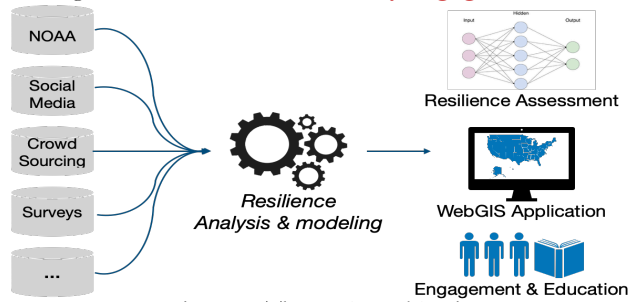 NOAA
Social
Media
Crowd
Sourcing
Surveys
...
Resilience
Analysis & modeling
Input
Hidden
Output
Resilience Assessment
WebGIS Application
Engagement & Education